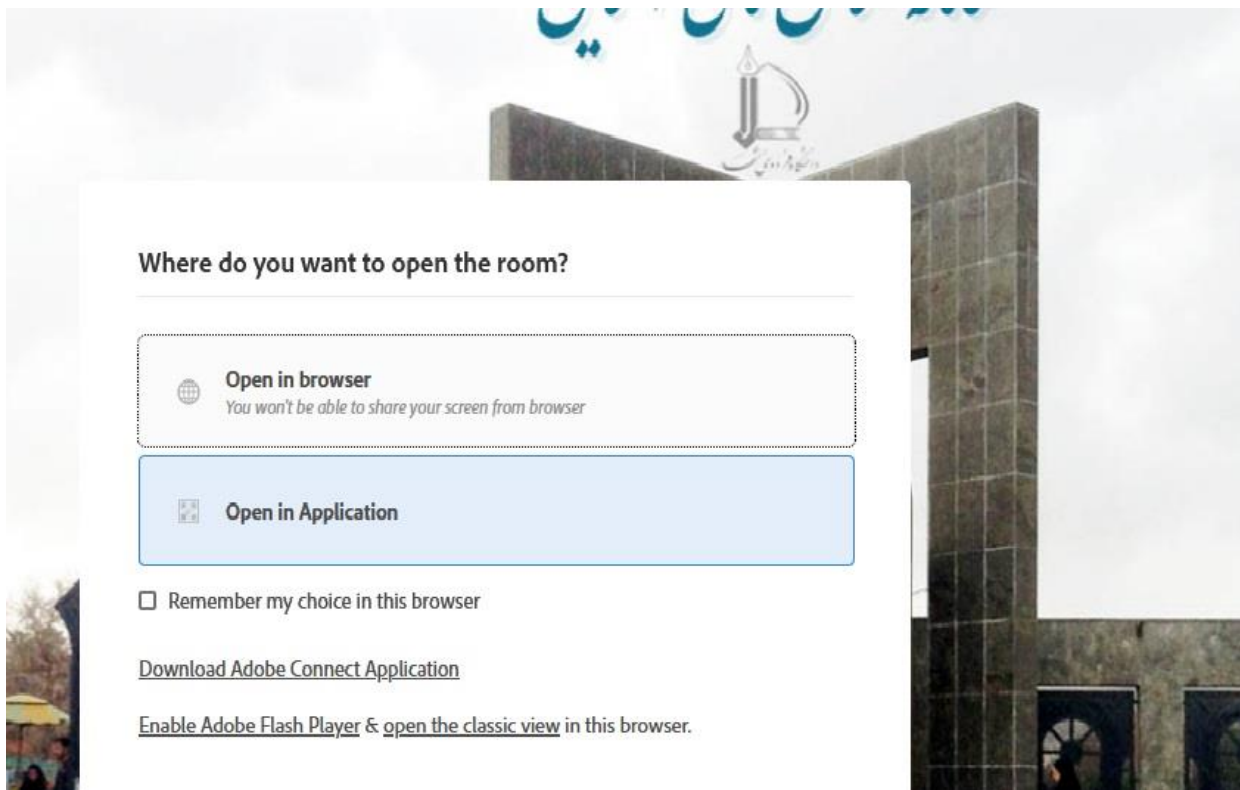 Where do you want to open the room?
Open in browser
You won't be able to share your screen from browser
Open in Application
Remember my choice in this browser
Download Adobe Connect Application
Enable Adobe Flash Player & open the classic view in this browser.